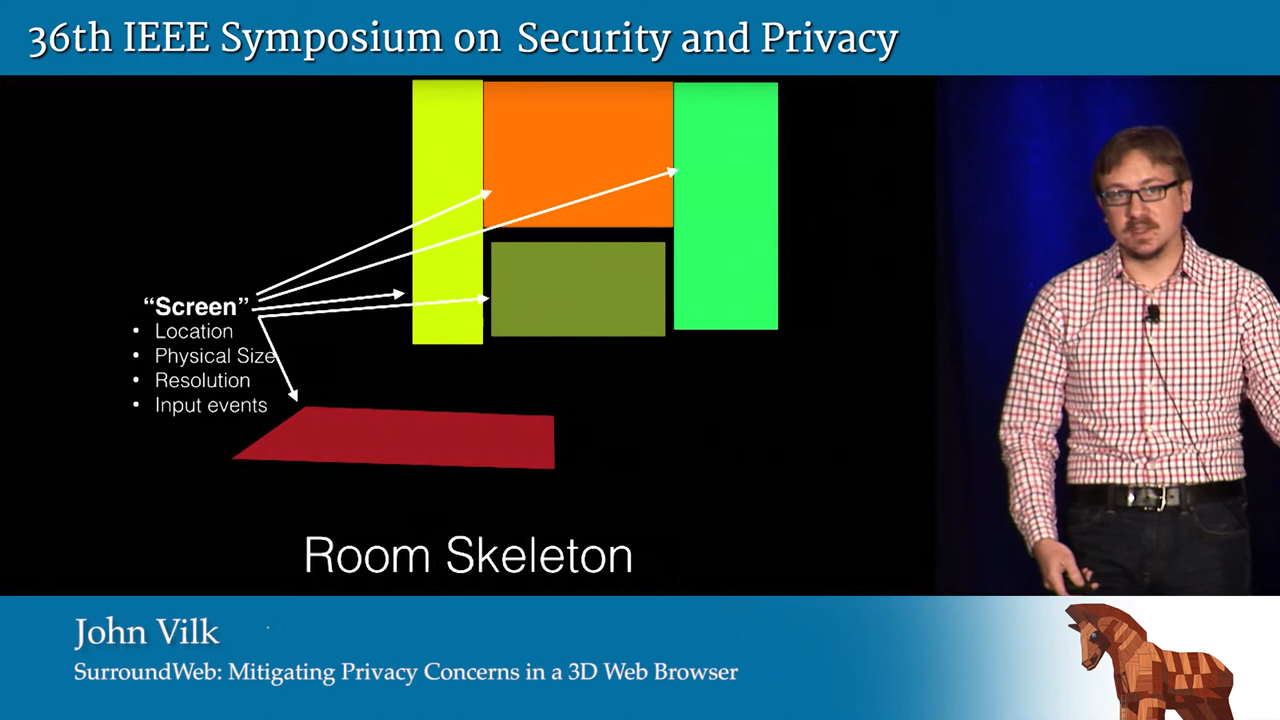 36th IEEE Symposium on Security and Privacy
“Screen”
• Location
• Physical Size
• Resolution
• Input events
Room Skeleton
John Vilk
SurroundWeb: Mitigating Privacy Concerns in a 3D Web Browser